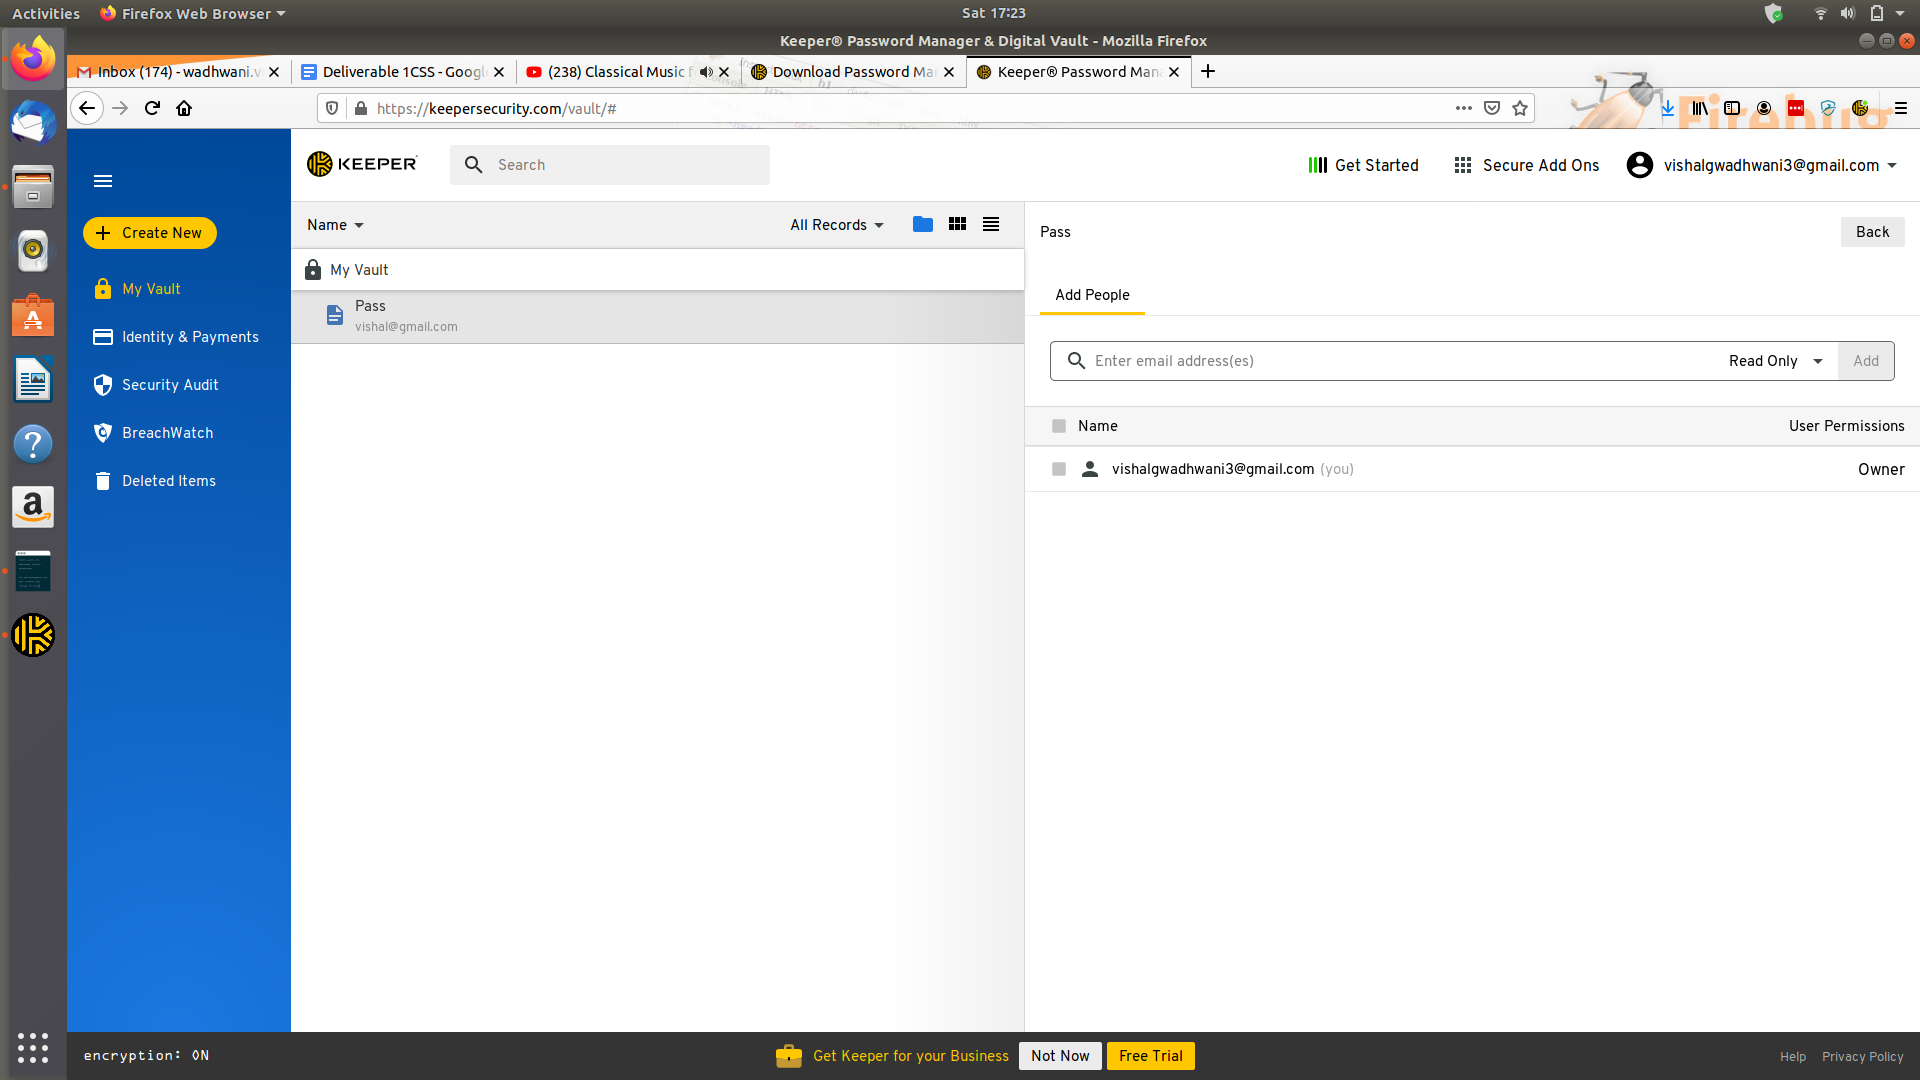 Activities
Firefox Web Browser
Sat 17:23
Keeper® Password Manager & Digital Vault - Mozilla Firefox
Inbox (174) - wadhwani.v
Deliverable 1CSS - Googl
(238) Classical Music f
Download Password Ma
Keeper® Password Man
https://keepersecurity.com/vault/#
Firebug
KEEPER
Search
Get Started
Secure Add Ons
vishalgwadhwani3@gmail.com
Create New
My Vault
Identity & Payments
Security Audit
BreachWatch
Deleted Items
Name
All Records
My Vault
Pass
vishal@gmail.com
Pass
Back
Add People
Enter email address(es)
Read Only
Add
Name
User Permissions
vishalgwadhwani3@gmail.com (you)
Owner
encryption: ON
Get Keeper for your Business
Not Now
Free Trial
Help
Privacy Policy